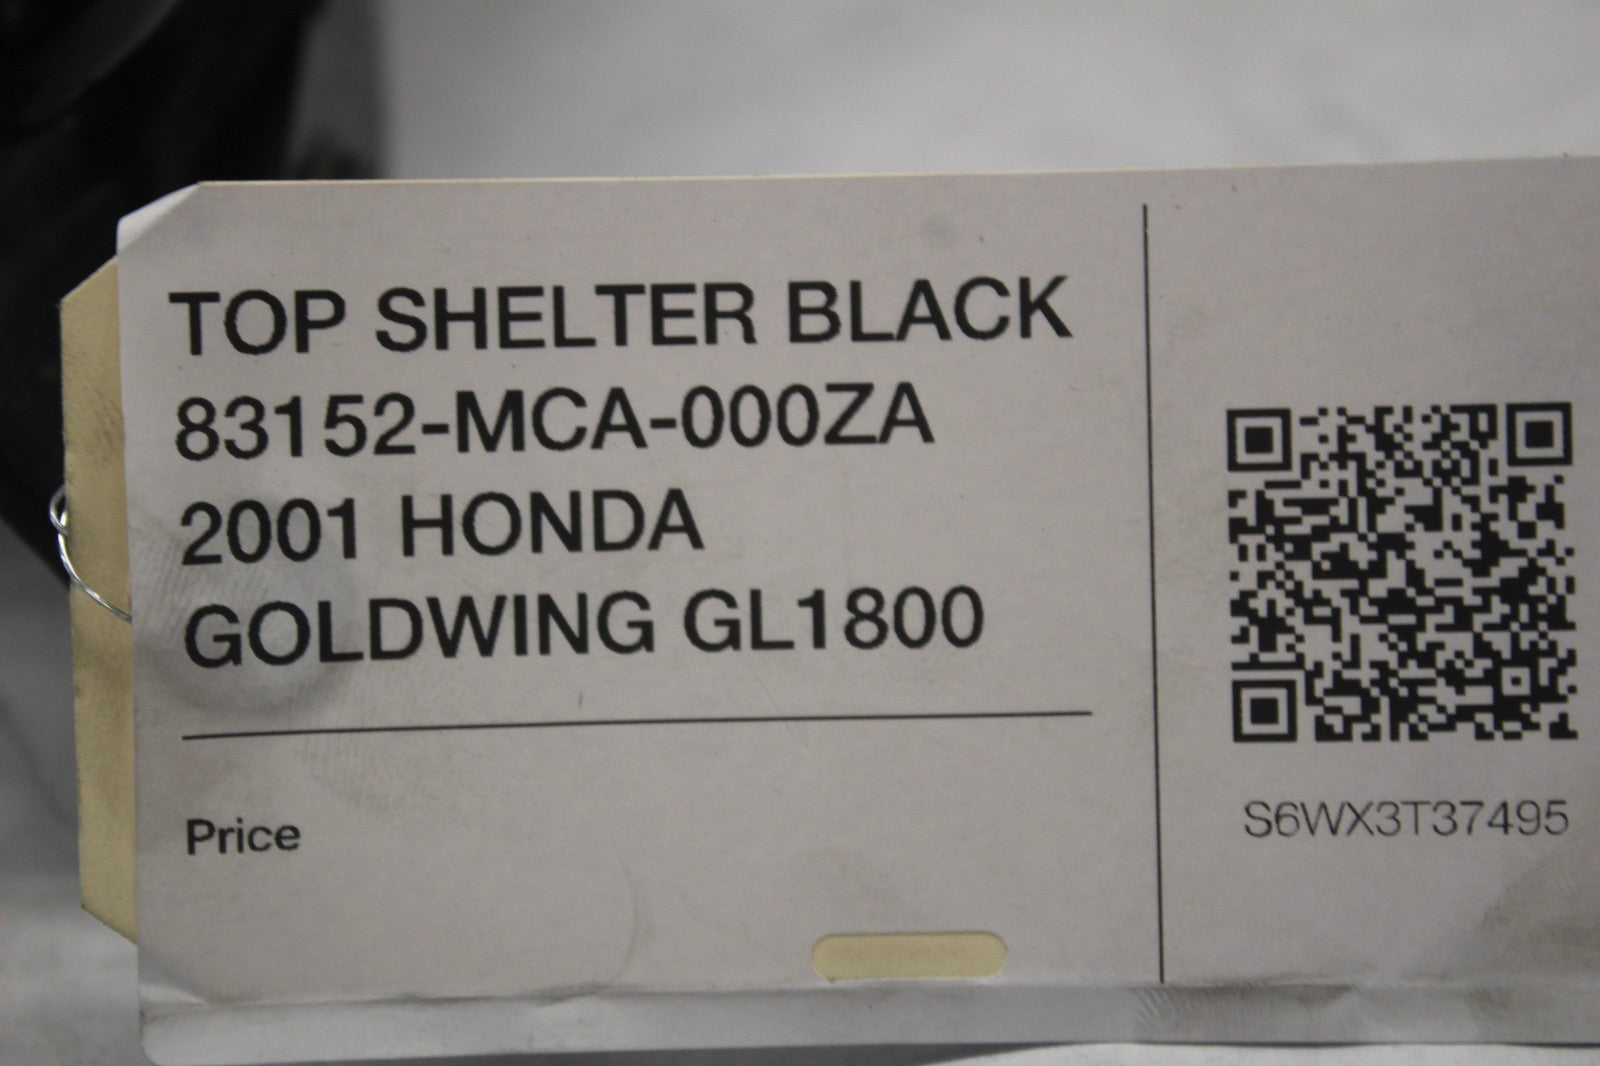 TOP SHELTER BLACK
83152-MCA-000ZA
2001 HONDA
GOLDWING GL1800
Price
S6WX3T37495